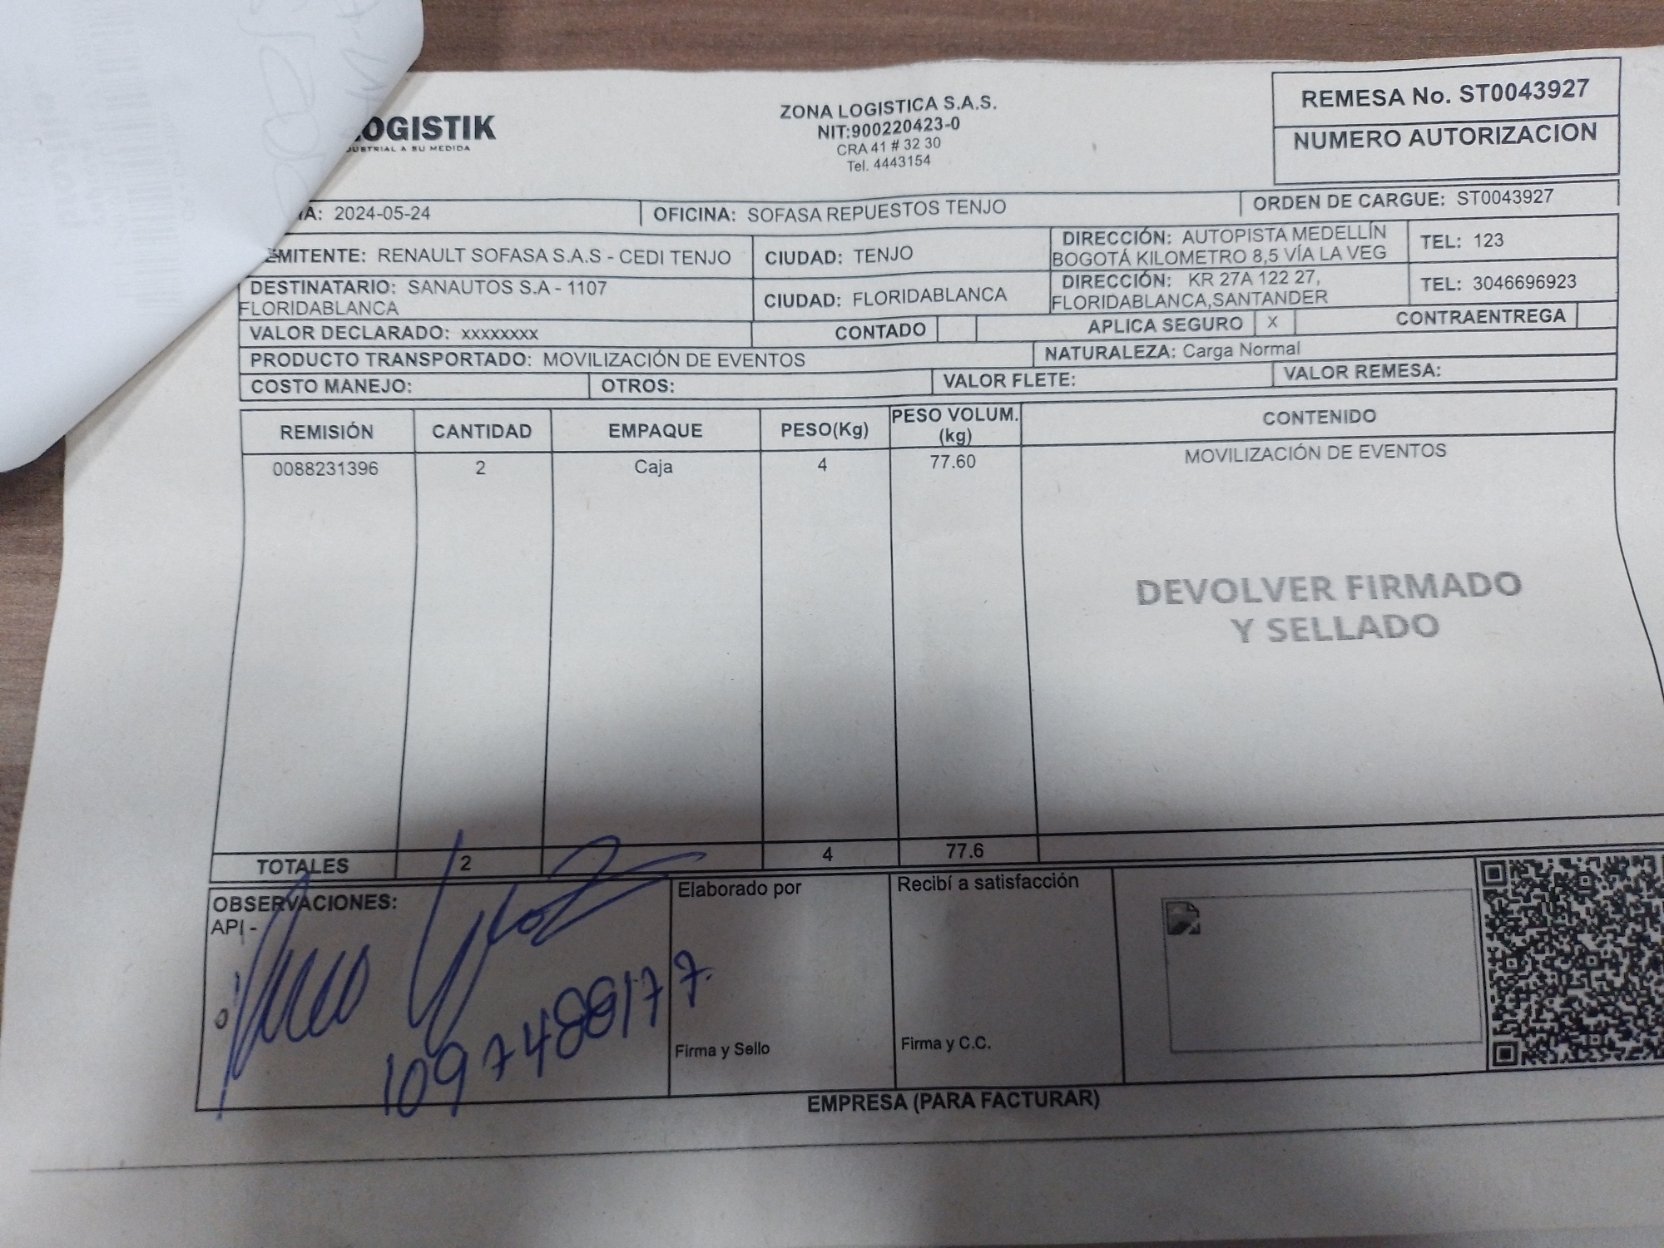 LOGISTIK
ZONA LOGISTICA S.A.S.
NIT:900220423-0
CRA 41 # 32 30
Tel. 4443154
REMESA No. ST0043927
NUMERO AUTORIZACION
2024-05-24
OFICINA: SOFASA REPUESTOS TENJO
ORDEN DE CARGUE: ST0043927
EMITENTE: RENAULT SOFASA S.A.S - CEDI TENJO
CIUDAD: TENJO
DIRECCIÓN: AUTOPISTA MEDELLÍN
BOGOTÁ KILOMETRO 8,5 VÍA LA VEG
TEL: 123
DESTINATARIO: SANAUTOS S.A - 1107
FLORIDABLANCA
CIUDAD: FLORIDABLANCA
DIRECCIÓN: KR 27A 122 27,
FLORIDABLANCA,SANTANDER
TEL: 3046696923
VALOR DECLARADO: xxxxxxxx
CONTADO
APLICA SEGURO X
CONTRAENTREGA
PRODUCTO TRANSPORTADO: MOVILIZACIÓN DE EVENTOS
NATURALEZA: Carga Normal
COSTO MANEJO:
OTROS:
VALOR FLETE:
VALOR REMESA:
REMISIÓN CANTIDAD EMPAQUE PESO(Kg) PESO VOLUM. (kg) CONTENIDO
0088231396 2 Caja 4 77.60 MOVILIZACIÓN DE EVENTOS
DEVOLVER FIRMADO
Y SELLADO
TOTALES 2 4 77.6
OBSERVACIONES:
API -
Elaborado por
Recibí a satisfacción
1097488177
Firma y Sello
Firma y C.C.
EMPRESA (PARA FACTURAR)